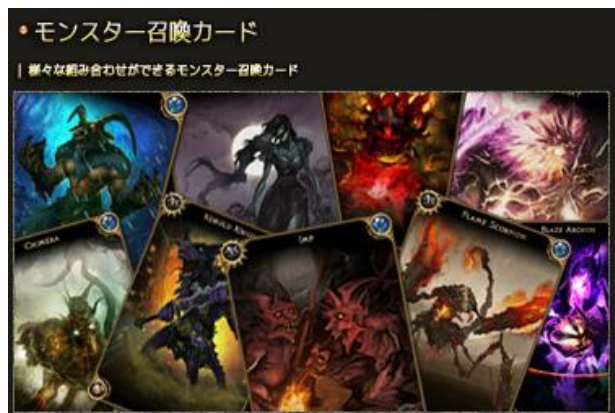 モンスター召喚カード
様々な組み合わせができるモンスター召喚カード
CHIMERA
IMP
FLAME SCORPION
BLAZE ARCHON